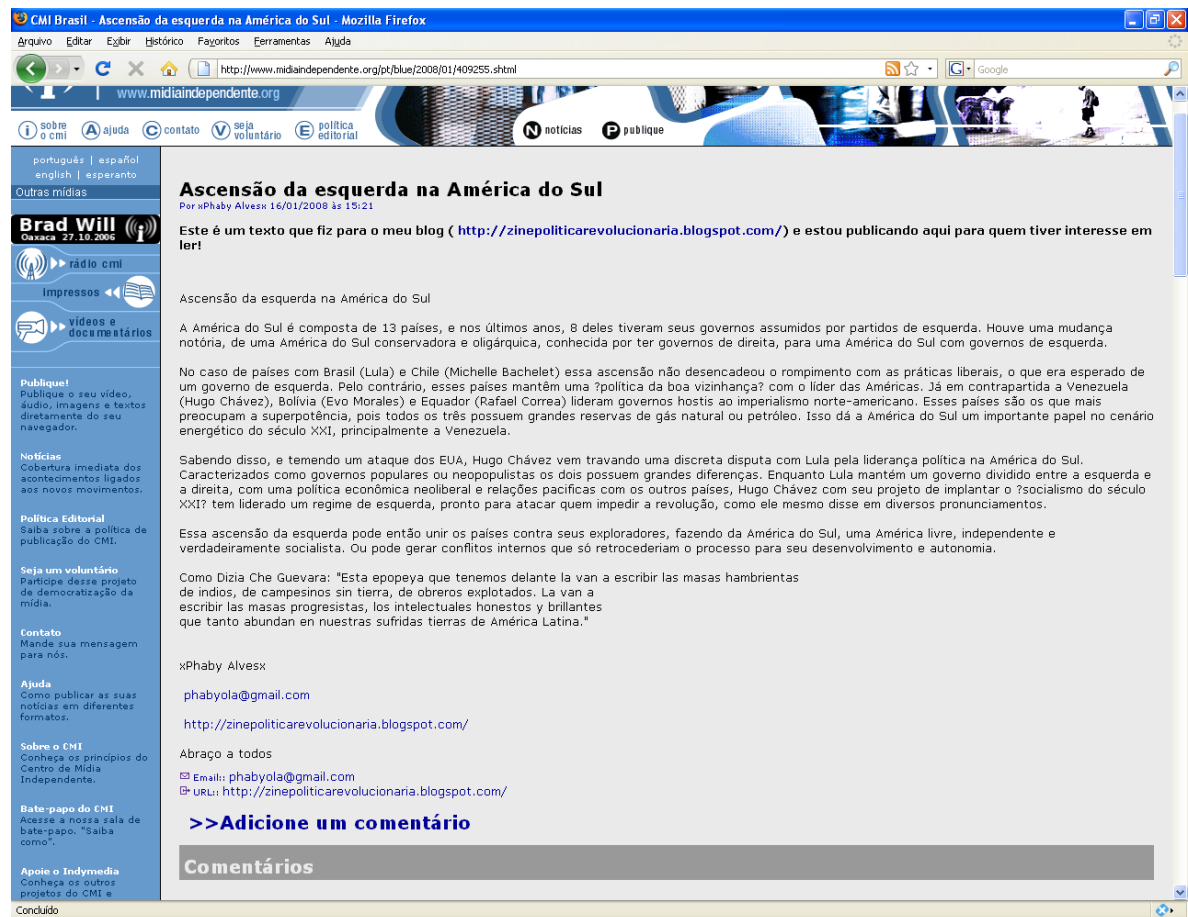 CMI Brasil - Ascensão da esquerda na América do Sul - Mozilla Firefox
Arquivo Editar Exibir Histórico Favoritos Ferramentas Ajuda
http://www.midiaindependente.org/pt/blue/2008/01/409255.shtml
G Google
www.midiaindependente.org
i sobre o cmi
A ajuda
C contato
V seja voluntário
E política editorial
N notícias
P publique
português | español
english | esperanto
Outras mídias
Brad Will
Oaxaca 27.10.2006
rádio cmi
impressos
vídeos e
documentários
Publique!
Publique o seu vídeo,
áudio, imagens e textos
diretamente do seu
navegador.
Notícias
Cobertura imediata dos
acontecimentos ligados
aos novos movimentos.
Política Editorial
Saiba sobre a política de
publicação do CMI.
Seja um voluntário
Participe desse projeto
de democratização da
mídia.
Contato
Mande sua mensagem
para nós.
Ajuda
Como publicar as suas
notícias em diferentes
formatos.
Sobre o CMI
Conheça os princípios do
Centro de Mídia
Independente.
Bate-papo do CMI
Acesse a nossa sala de
bate-papo. "Saiba
como".
Apoie o Indymedia
Conheça os outros
projetos do CMI e
Ascensão da esquerda na América do Sul
Por xPhaby Alvesx 16/01/2008 às 15:21
Este é um texto que fiz para o meu blog ( http://zinepoliticarevolucionaria.blogspot.com/) e estou publicando aqui para quem tiver interesse em
ler!
Ascensão da esquerda na América do Sul
A América do Sul é composta de 13 países, e nos últimos anos, 8 deles tiveram seus governos assumidos por partidos de esquerda. Houve uma mudança
notória, de uma América do Sul conservadora e oligárquica, conhecida por ter governos de direita, para uma América do Sul com governos de esquerda.
No caso de países com Brasil (Lula) e Chile (Michelle Bachelet) essa ascensão não desencadeou o rompimento com as práticas liberais, o que era esperado de
um governo de esquerda. Pelo contrário, esses países mantêm uma ?política da boa vizinhança? com o líder das Américas. Já em contrapartida a Venezuela
(Hugo Chávez), Bolívia (Evo Morales) e Equador (Rafael Correa) lideram governos hostis ao imperialismo norte-americano. Esses países são os que mais
preocupam a superpotência, pois todos os três possuem grandes reservas de gás natural ou petróleo. Isso dá a América do Sul um importante papel no cenário
energético do século XXI, principalmente a Venezuela.
Sabendo disso, e temendo um ataque dos EUA, Hugo Chávez vem travando uma discreta disputa com Lula pela liderança política na América do Sul.
Caracterizados como governos populares ou neopopulistas os dois possuem grandes diferenças. Enquanto Lula mantém um governo dividido entre a esquerda e
a direita, com uma política econômica neoliberal e relações pacificas com os outros países, Hugo Chávez com seu projeto de implantar o ?socialismo do século
XXI? tem liderado um regime de esquerda, pronto para atacar quem impedir a revolução, como ele mesmo disse em diversos pronunciamentos.
Essa ascensão da esquerda pode então unir os países contra seus exploradores, fazendo da América do Sul, uma América livre, independente e
verdadeiramente socialista. Ou pode gerar conflitos internos que só retrocederiam o processo para seu desenvolvimento e autonomia.
Como Dizia Che Guevara: "Esta epopeya que tenemos delante la van a escribir las masas hambrientas
de indios, de campesinos sin tierra, de obreros explotados. La van a
escribir las masas progresistas, los intelectuales honestos y brillantes
que tanto abundan en nuestras sufridas tierras de América Latina."
xPhaby Alvesx
phabyola@gmail.com
http://zinepoliticarevolucionaria.blogspot.com/
Abraço a todos
Email:: phabyola@gmail.com
URL:: http://zinepoliticarevolucionaria.blogspot.com/
>>Adicione um comentário
Comentários
Concluído